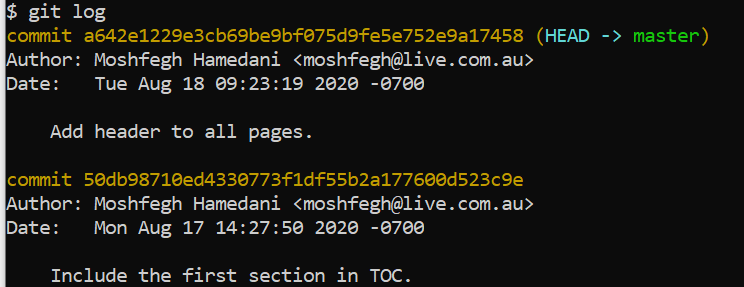 $ git log
commit a642e1229e3cb69be9bf075d9fe5e752e9a17458 (HEAD -> master)
Author: Moshfegh Hamedani <moshfegh@live.com.au>
Date:   Tue Aug 18 09:23:19 2020 -0700
    Add header to all pages.
commit 50db98710ed4330773f1df55b2a177600d523c9e
Author: Moshfegh Hamedani <moshfegh@live.com.au>
Date:   Mon Aug 17 14:27:50 2020 -0700
    Include the first section in TOC.